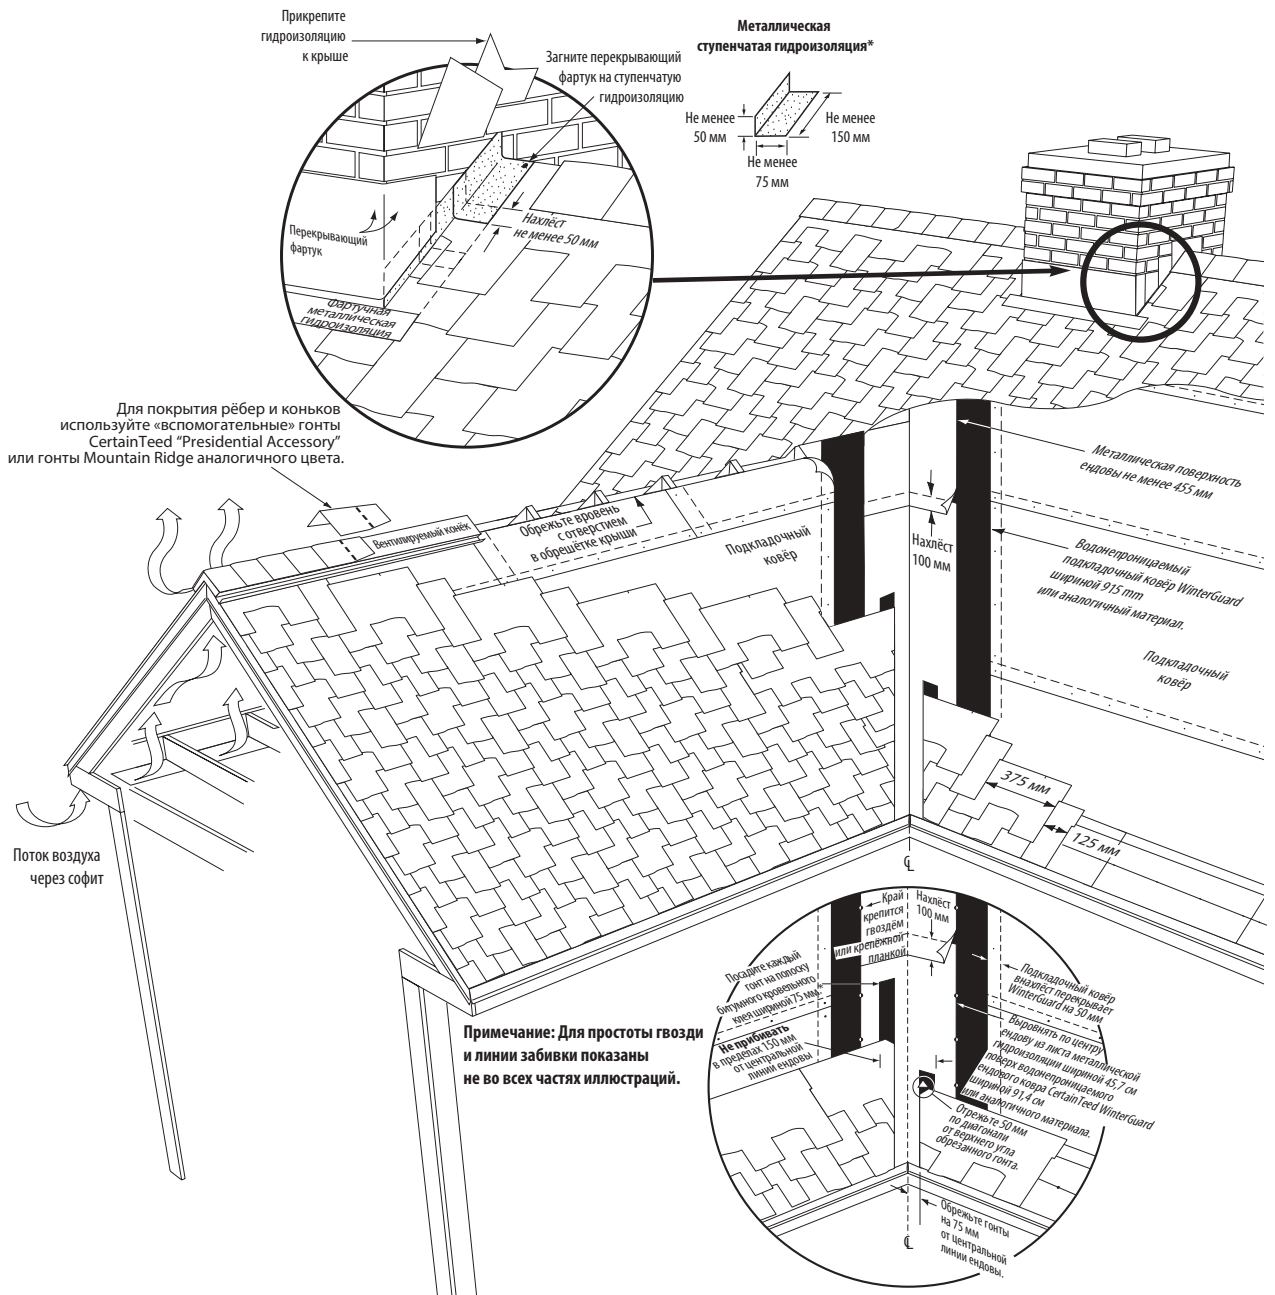 Прикрепите
гидроизоляцию
к крыше
Металлическая
ступенчатая гидроизоляция*
Загните перекрывающий
фартук на ступенчатую
гидроизоляцию
Не менее
50 мм
Не менее
150 мм
Не менее
75 мм
Нахлёст
не менее 50 мм
Перекрывающий
фартук
Фартучная
металлическая
гидроизоляция
Для покрытия рёбер и коньков
используйте «вспомогательные» гонты
CertainTeed “Presidential Accessory”
или гонты Mountain Ridge аналогичного цвета.
Вентилируемый конёк
Обрежьте вровень
с отверстием
в обрешётке крыши
Подкладочный
ковёр
Нахлёст
100 мм
Металлическая поверхность
ендовы не менее 455 мм
Водонепроницаемый
подкладочный ковёр WinterGuard
шириной 915 mm
или аналогичный материал.
Подкладочный
ковёр
375 мм
125 мм
Поток воздуха
через софит
℄
Край
крепится
гвоздём
или крепёжной
планкой
Нахлёст
100 мм
Посадите каждый
гонт на полоску
битумного кровельного
клея шириной 75 мм.*
Не прибивать
в пределах 150 мм
от центральной
линии ендовы
Подкладочный ковёр
внахлёст перекрывает
WinterGuard на 50 мм
Выровнять по центру
ендову из листа металлической
гидроизоляции шириной 45,7 см
поверх водонепроницаемого
ендового ковра CertainTeed WinterGuard
шириной 91,4 см
или аналогичного материала.
Отрежьте 50 мм
по диагонали
от верхнего угла
обрезанного гонта.
Обрежьте гонты
на 75 мм
от центральной
линии ендовы.
℄
Примечание: Для простоты гвозди
и линии забивки показаны
не во всех частях иллюстраций.